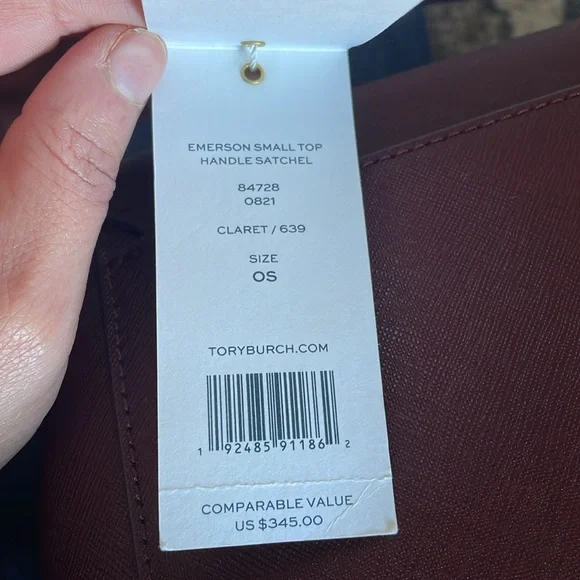 EMERSON SMALL TOP
HANDLE SATCHEL
84728
0821
CLARET / 639
SIZE
OS
TORYBURCH.COM
1 92485 91186 2
COMPARABLE VALUE
US $345.00